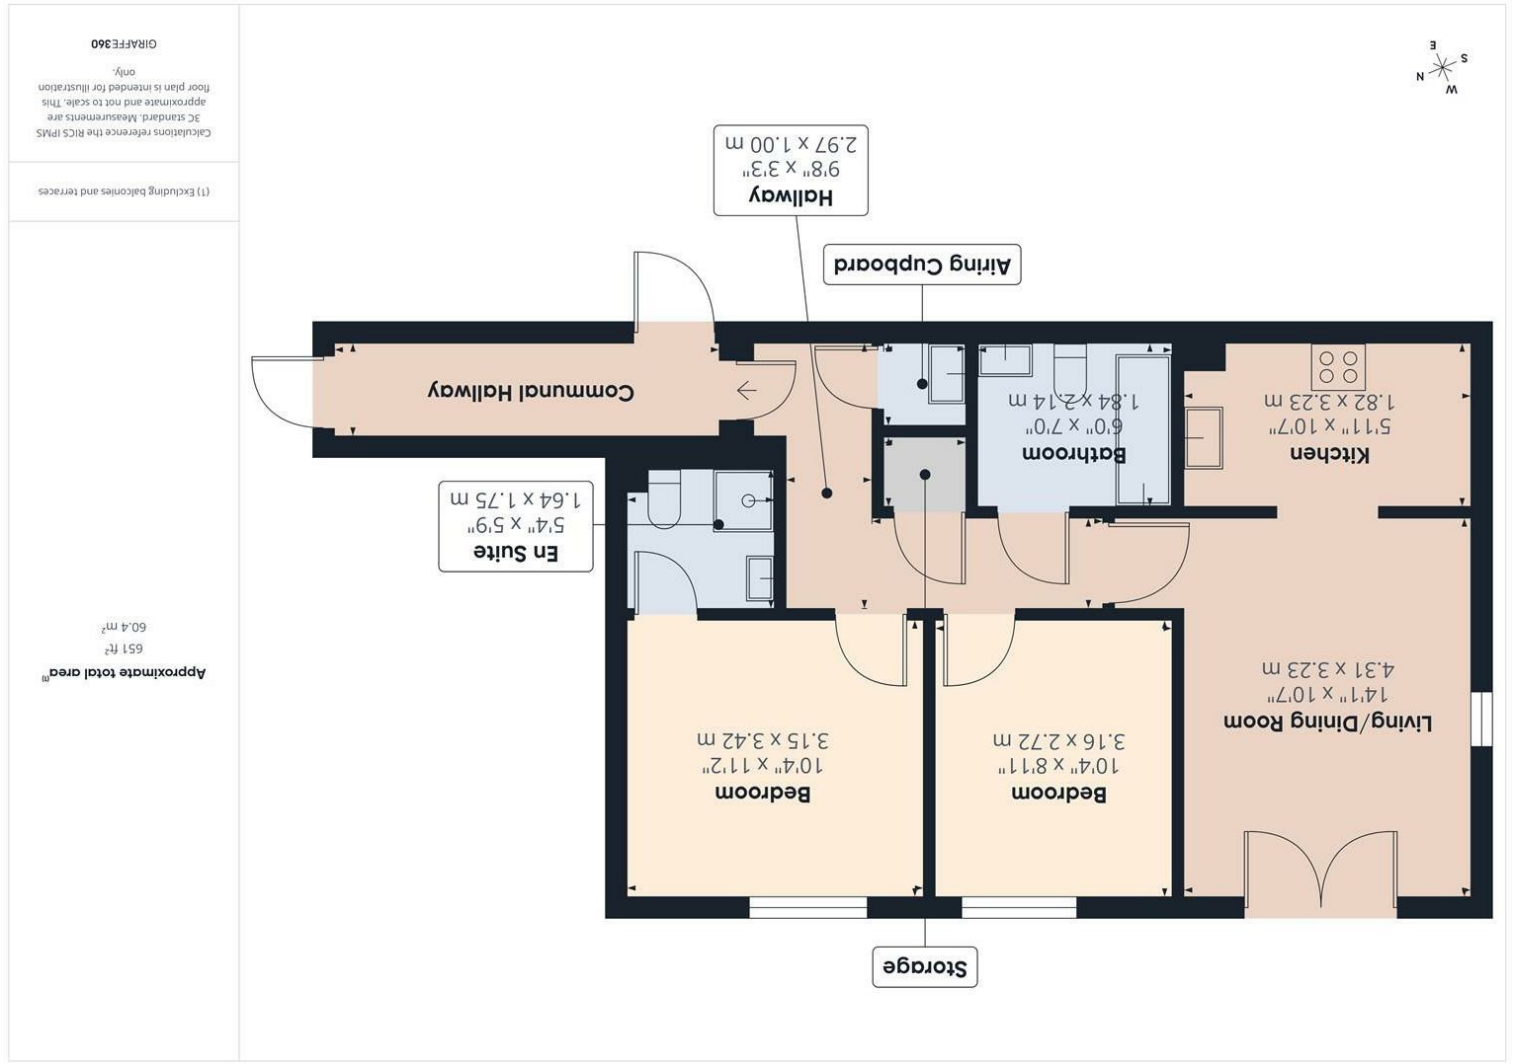 Storage
Living/Dining Room
14'1" x 10'7"
4.31 x 3.23 m
Bedroom
10'4" x 8'11"
3.16 x 2.72 m
Bedroom
10'4" x 11'2"
3.15 x 3.42 m
En Suite
5'4" x 5'9"
1.64 x 1.75 m
Kitchen
5'11" x 10'7"
1.82 x 3.23 m
Bathroom
6'0" x 7'0"
1.84 x 2.14 m
Communal Hallway
Airing Cupboard
Hallway
9'8" x 3'3"
2.97 x 1.00 m
W
N
S
E
Approximate total area(1)
651 ft²
60.4 m²
(1) Excluding balconies and terraces
Calculations reference the RICS IPMS
3C standard. Measurements are
approximate and not to scale. This
floor plan is intended for illustration
only.
GIRAFFE360